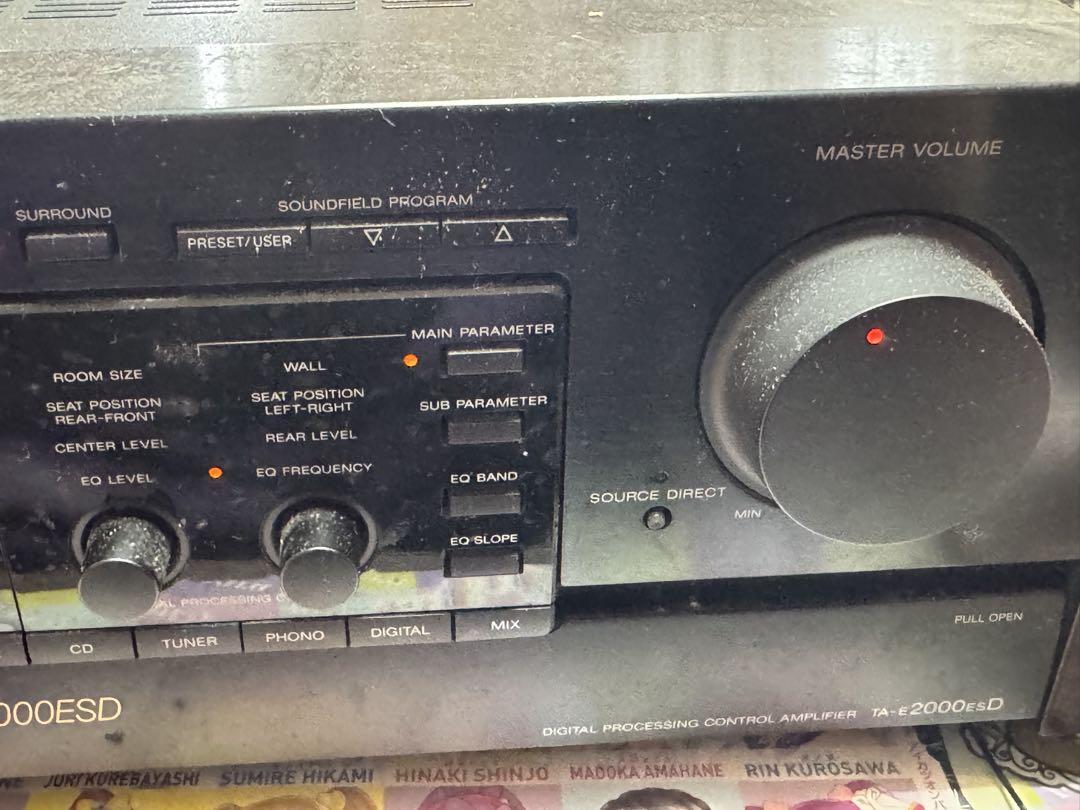 MASTER VOLUME
SURROUND
SOUNDFIELD PROGRAM
PRESET/USER
MAIN PARAMETER
ROOM SIZE
WALL
SEAT POSITION
REAR-FRONT
SEAT POSITION
LEFT-RIGHT
SUB PARAMETER
CENTER LEVEL
REAR LEVEL
EQ LEVEL
EQ FREQUENCY
EQ BAND
SOURCE DIRECT
MIN
EQ SLOPE
PROCESSING
CD
TUNER
PHONO
DIGITAL
MIX
PULL OPEN
000ESD
DIGITAL PROCESSING CONTROL AMPLIFIER TA-E2000ESD
JURI KUREBAYASHI
SUMIRE HIKAMI
HINAKI SHINJO
MADOKA AMAHANE
RIN KUROSAWA